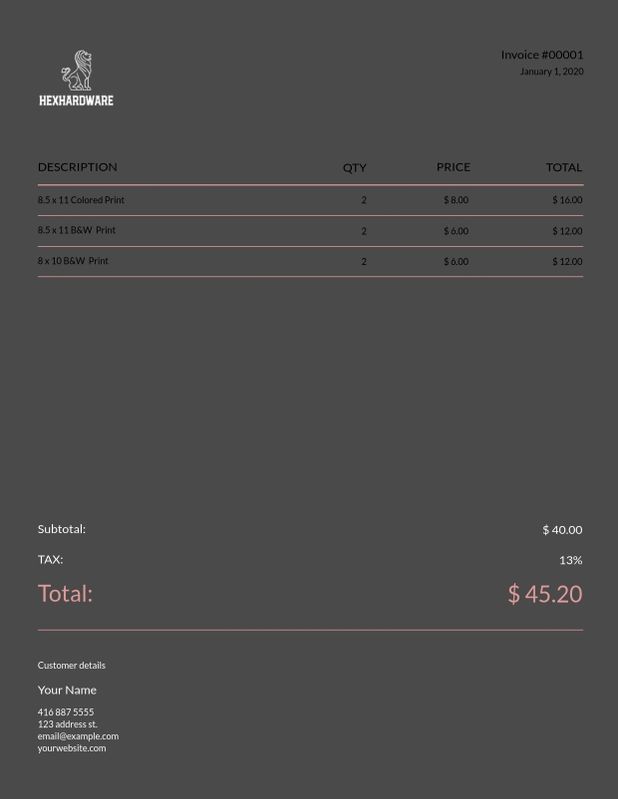 Invoice #00001
January 1, 2020
HEXHARDWARE
DESCRIPTION QTY PRICE TOTAL
8.5 x 11 Colored Print 2 $ 8.00 $ 16.00
8.5 x 11 B&W Print 2 $ 6.00 $ 12.00
8 x 10 B&W Print 2 $ 6.00 $ 12.00
Subtotal: $ 40.00
TAX: 13%
Total: $ 45.20
Customer details
Your Name
416 887 5555
123 address st.
email@example.com
yourwebsite.com